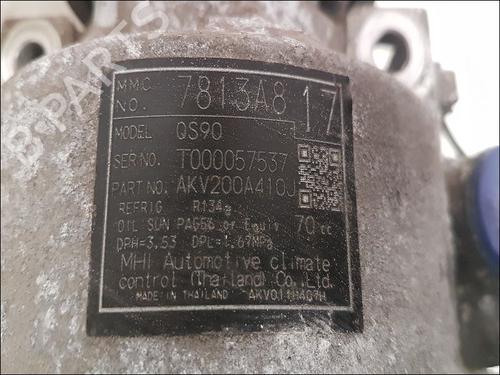 B-PARTS
MMC NO. 7813A817
MODEL QS90
SER NO. T000057537
PART NO. AKV200A410J
REFRIG R134a
OIL SUN PAG56 or Equiv 70cc
DPH=3.53 DPL=1.67MPa
MHI Automotive climate
control (Thailand) Co., Ltd.
MADE IN THAILAND